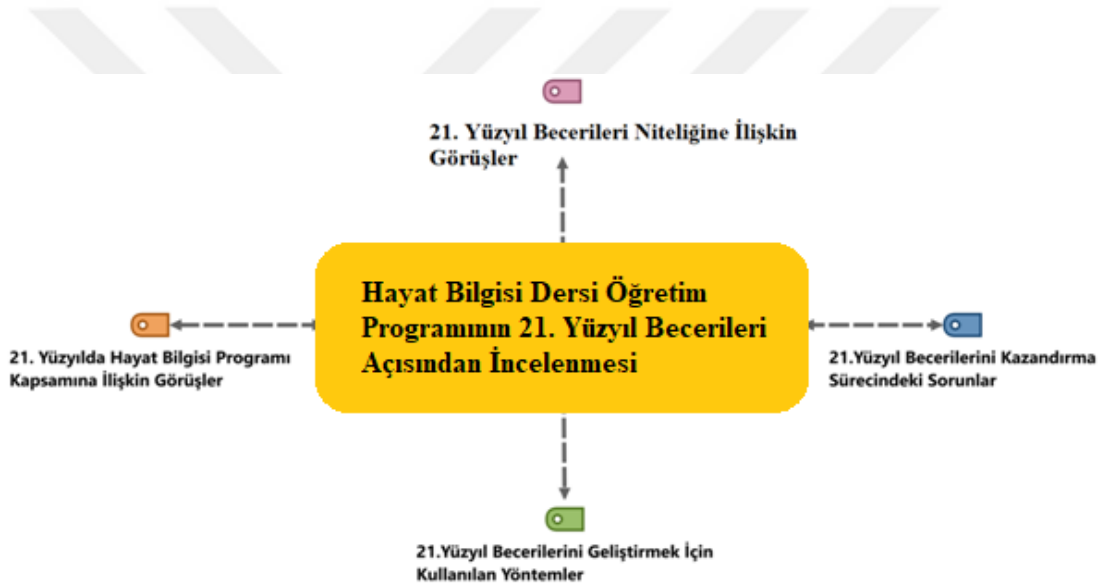 21. Yüzyıl Becerileri Niteliğine İlişkin
Görüşler
Hayat Bilgisi Dersi Öğretim
Programının 21. Yüzyıl Becerileri
Açısından İncelenmesi
21. Yüzyılda Hayat Bilgisi Programı
Kapsamına İlişkin Görüşler
21.Yüzyıl Becerilerini Kazandırma
Sürecindeki Sorunlar
21.Yüzyıl Becerilerini Geliştirmek İçin
Kullanılan Yöntemler